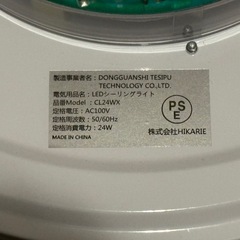 製造事業者名：DONGGUANSHI TESIPU
TECHNOLOGY CO.,LTD.
電気用品名：LEDシーリングライト
品番Model：CL24WX
定格電圧：AC100V
定格周波数：50/60Hz
定格消費電力：24W
MADE IN CHINA
PS
E
株式会社HIKARIE